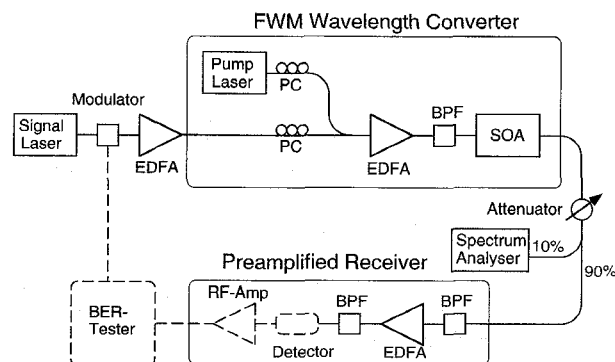 FWM Wavelength Converter
Pump
Laser
PC
Modulator
Signal
Laser
EDFA
PC
EDFA
BPF
SOA
Attenuator
Spectrum
Analyser
10%
90%
Preamplified Receiver
RF-Amp
BPF
BPF
BER-
Tester
Detector
EDFA